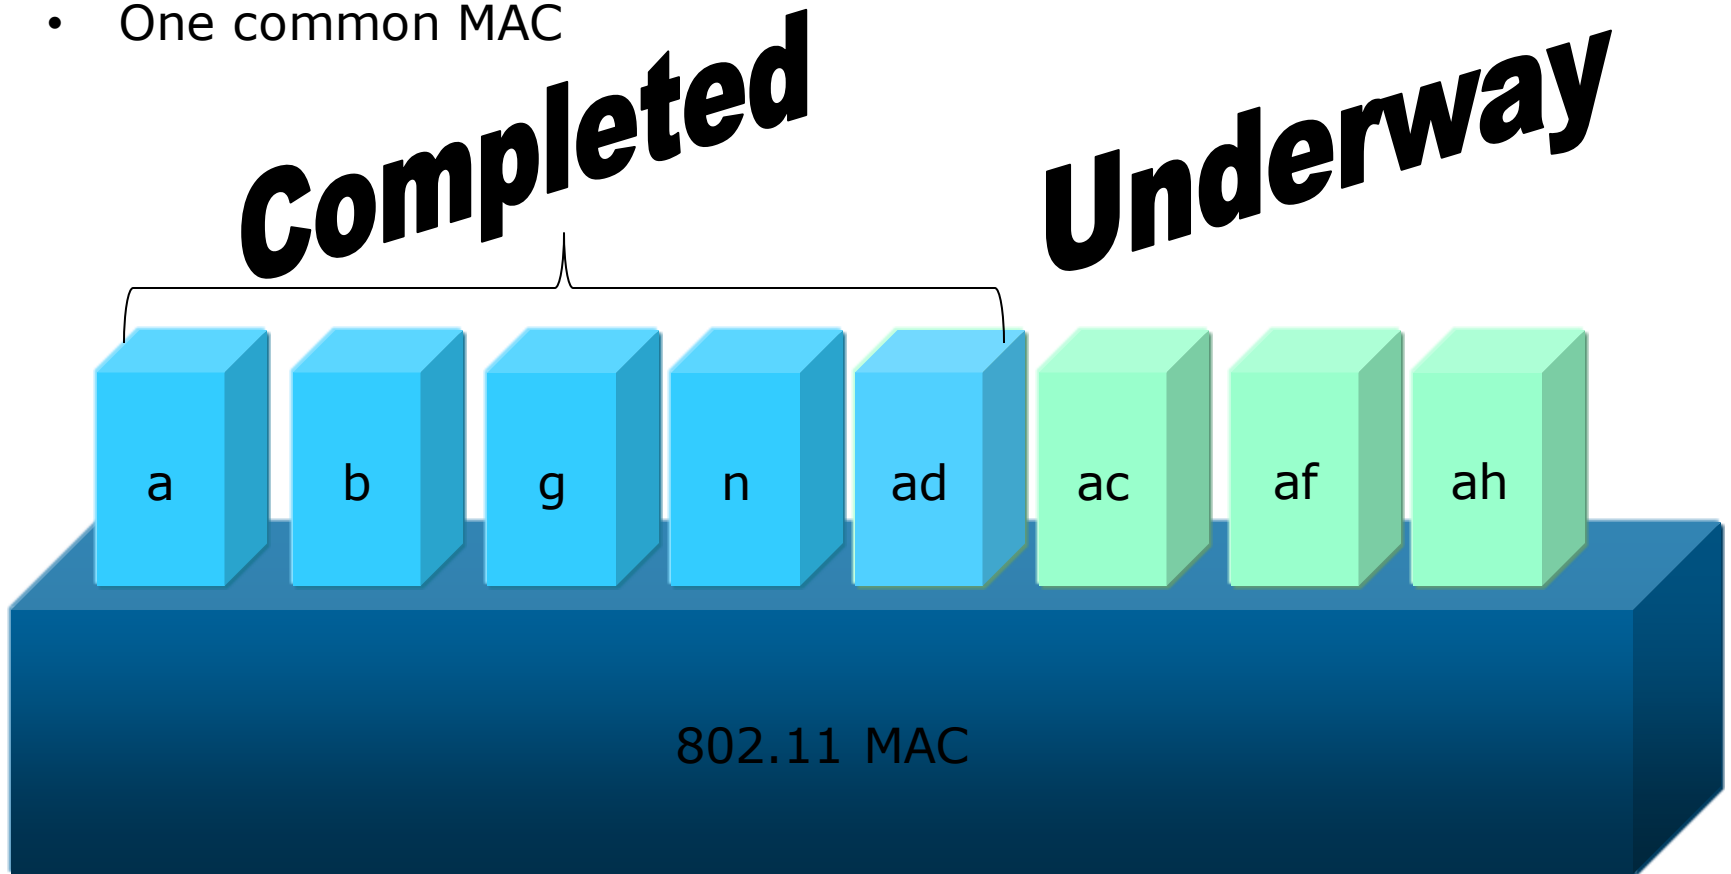 • One common MAC
Completed
Underway
a b g n ad ac af ah
802.11 MAC